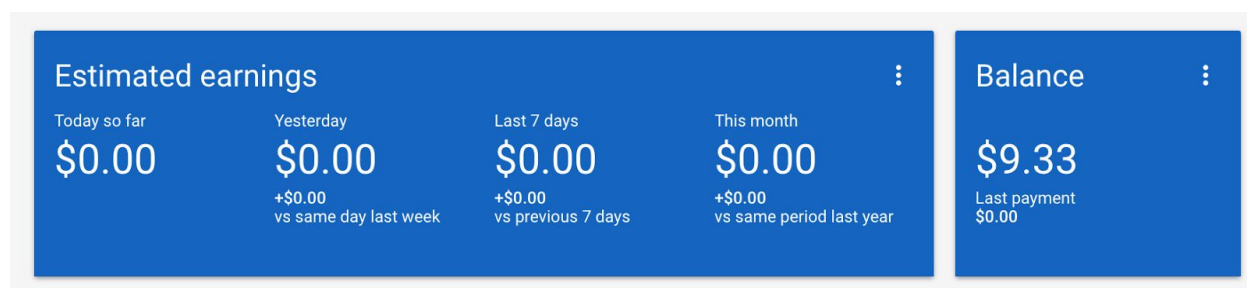 Estimated earnings
Today so far
$0.00
Yesterday
$0.00
+$0.00
vs same day last week
Last 7 days
$0.00
+$0.00
vs previous 7 days
This month
$0.00
+$0.00
vs same period last year
Balance
$9.33
Last payment
$0.00